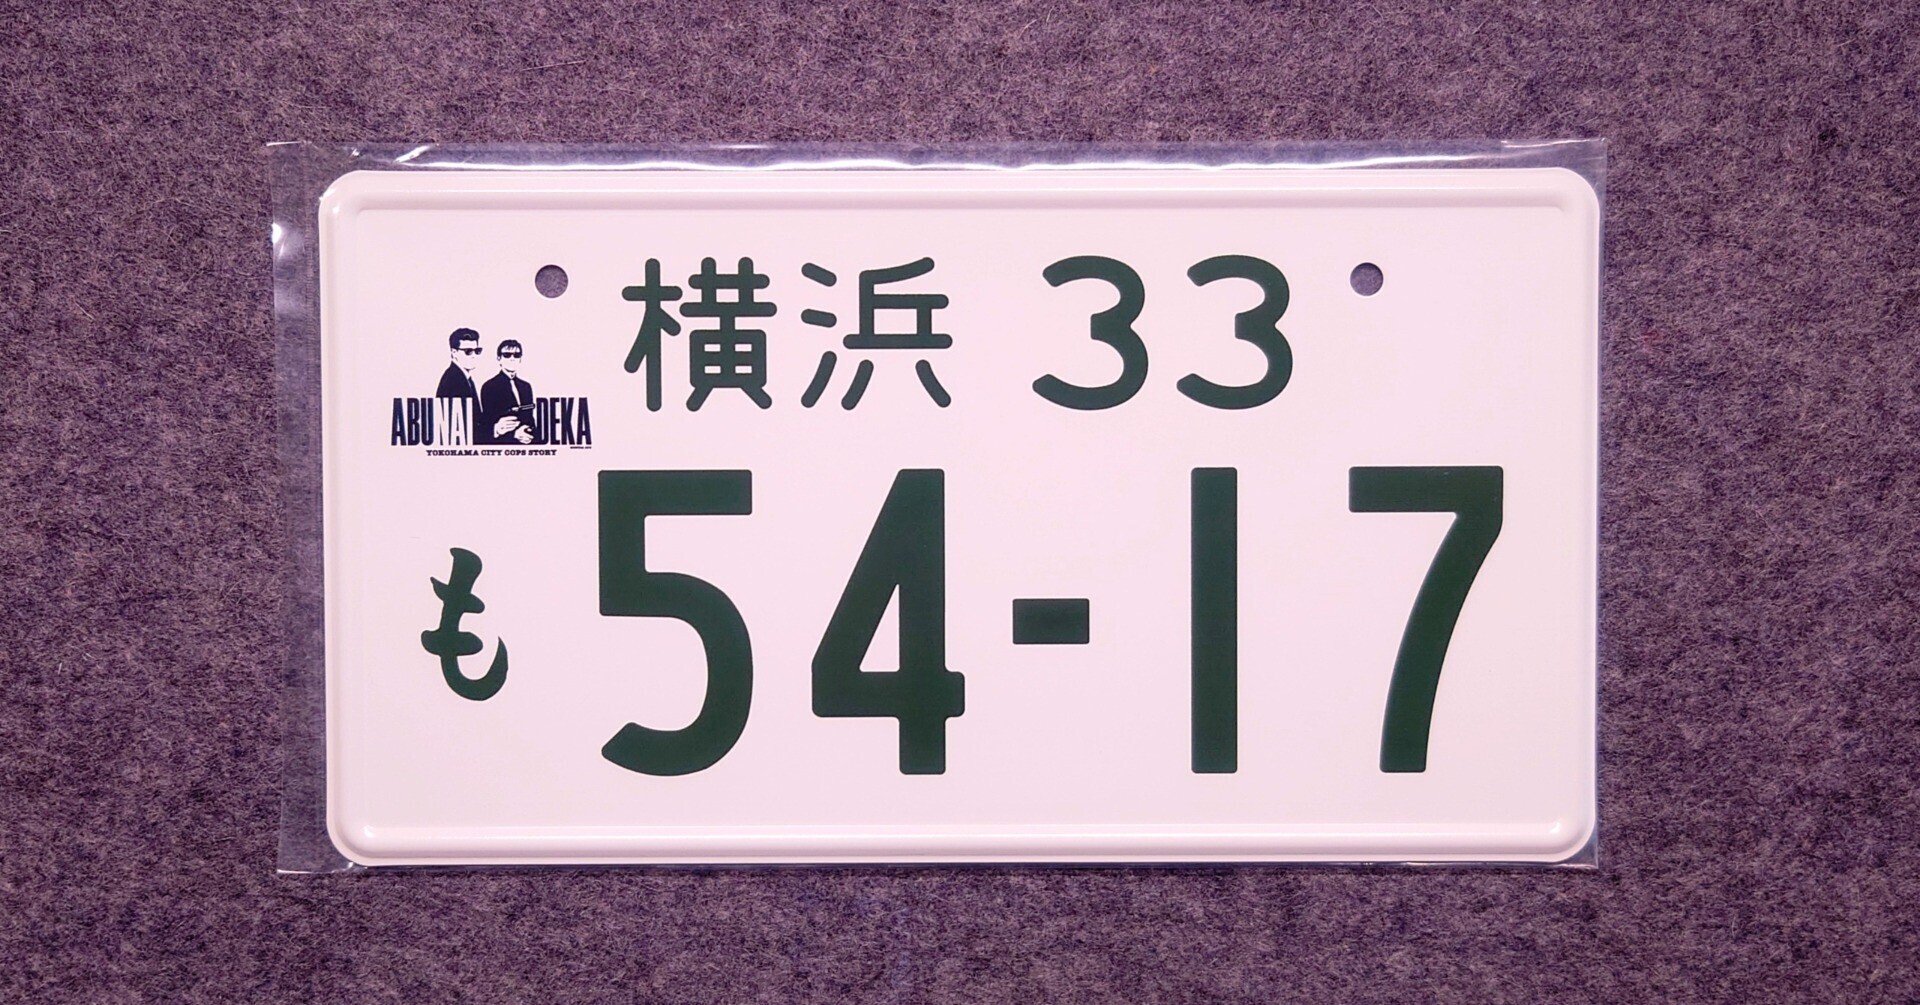 横浜 33
ABUNAI DEKA
YOKOHAMA CITY COPS STORY
も 54-17